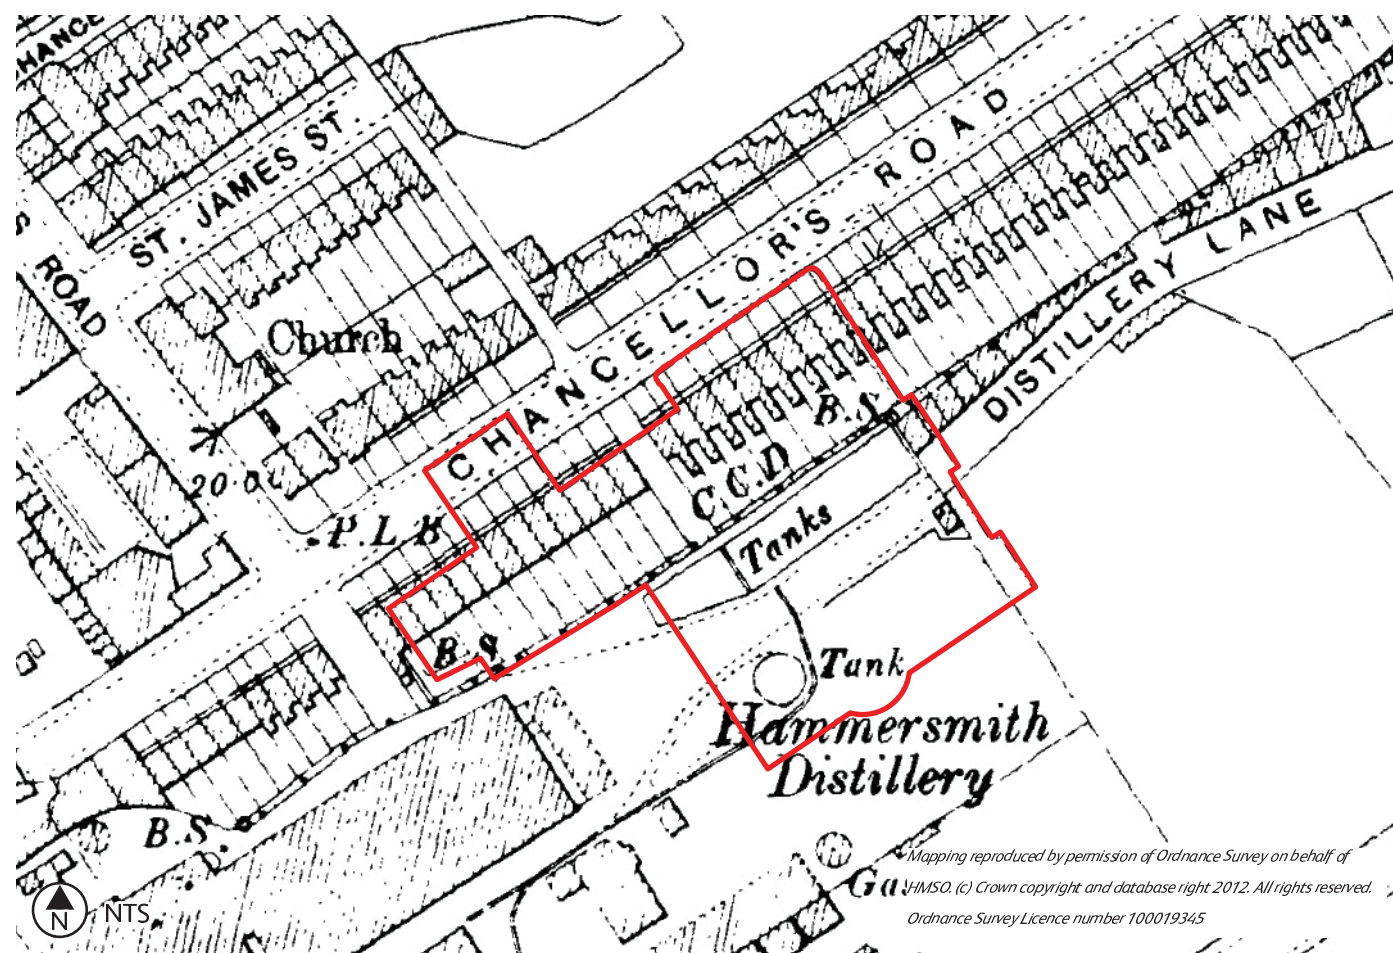 HANCE
ST. JAMES ST.
S
ROAD
Church
CHANCELLOR'S ROAD
DISTILLERY LANE
20·0
P.L B
B.S
C.C.D
Tanks
B.S
Tank
Hammersmith
Distillery
B.S
D.
Ga
N
NTS
Mapping reproduced by permission of Ordnance Survey on behalf of
HMSO. (c) Crown copyright and database right 2012. All rights reserved.
Ordnance Survey Licence number 100019345